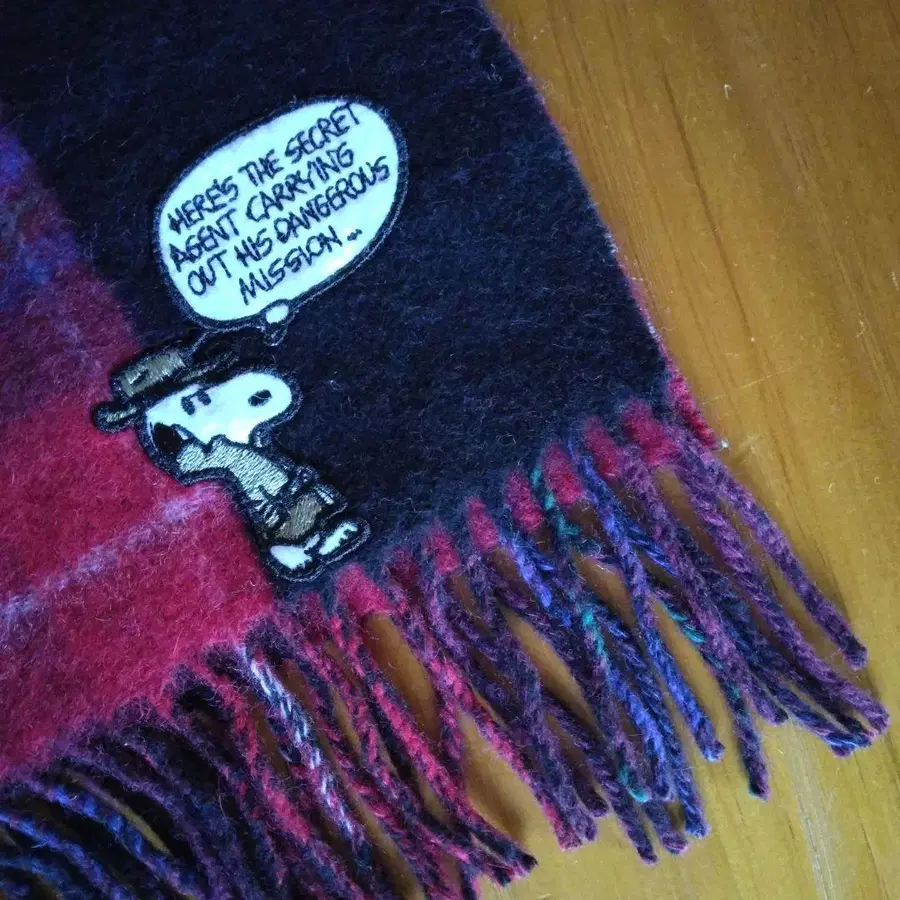 HERE'S THE SECRET
AGENT CARRYING
OUT HIS DANGEROUS
MISSION...